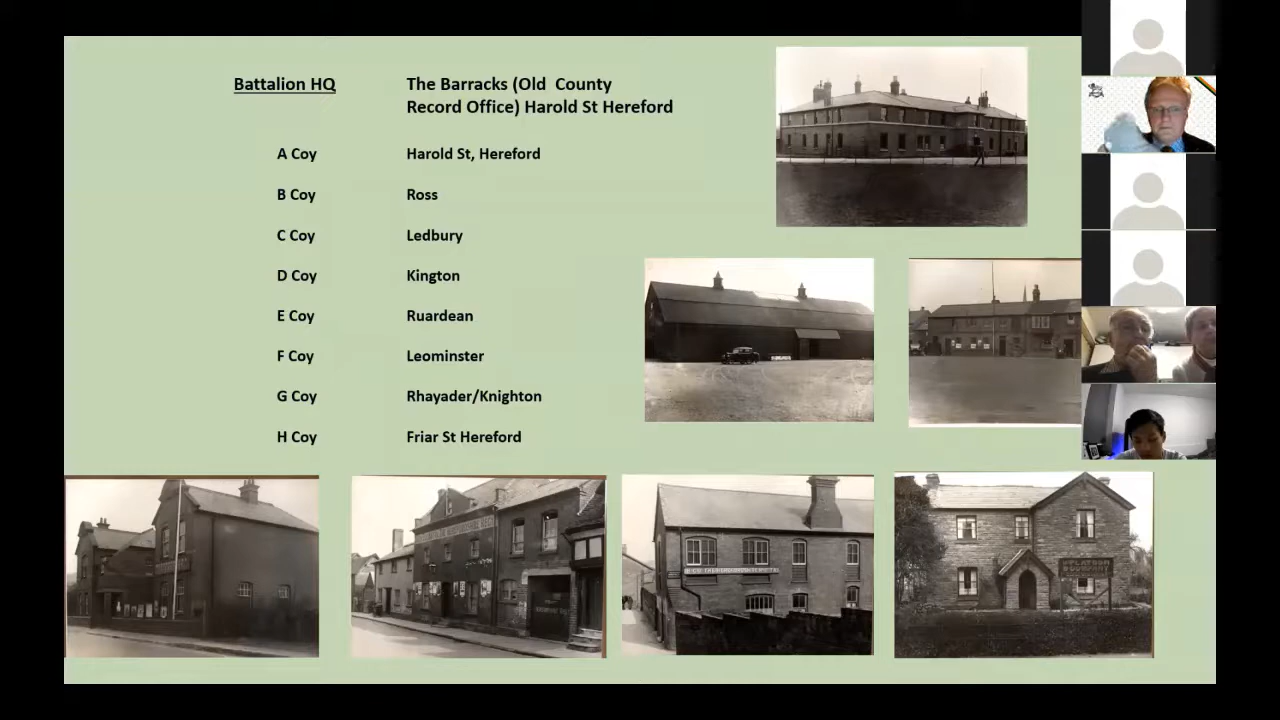 Battalion HQ The Barracks (Old County
Record Office) Harold St Hereford
A Coy Harold St, Hereford
B Coy Ross
C Coy Ledbury
D Coy Kington
E Coy Ruardean
F Coy Leominster
G Coy Rhayader/Knighton
H Coy Friar St Hereford